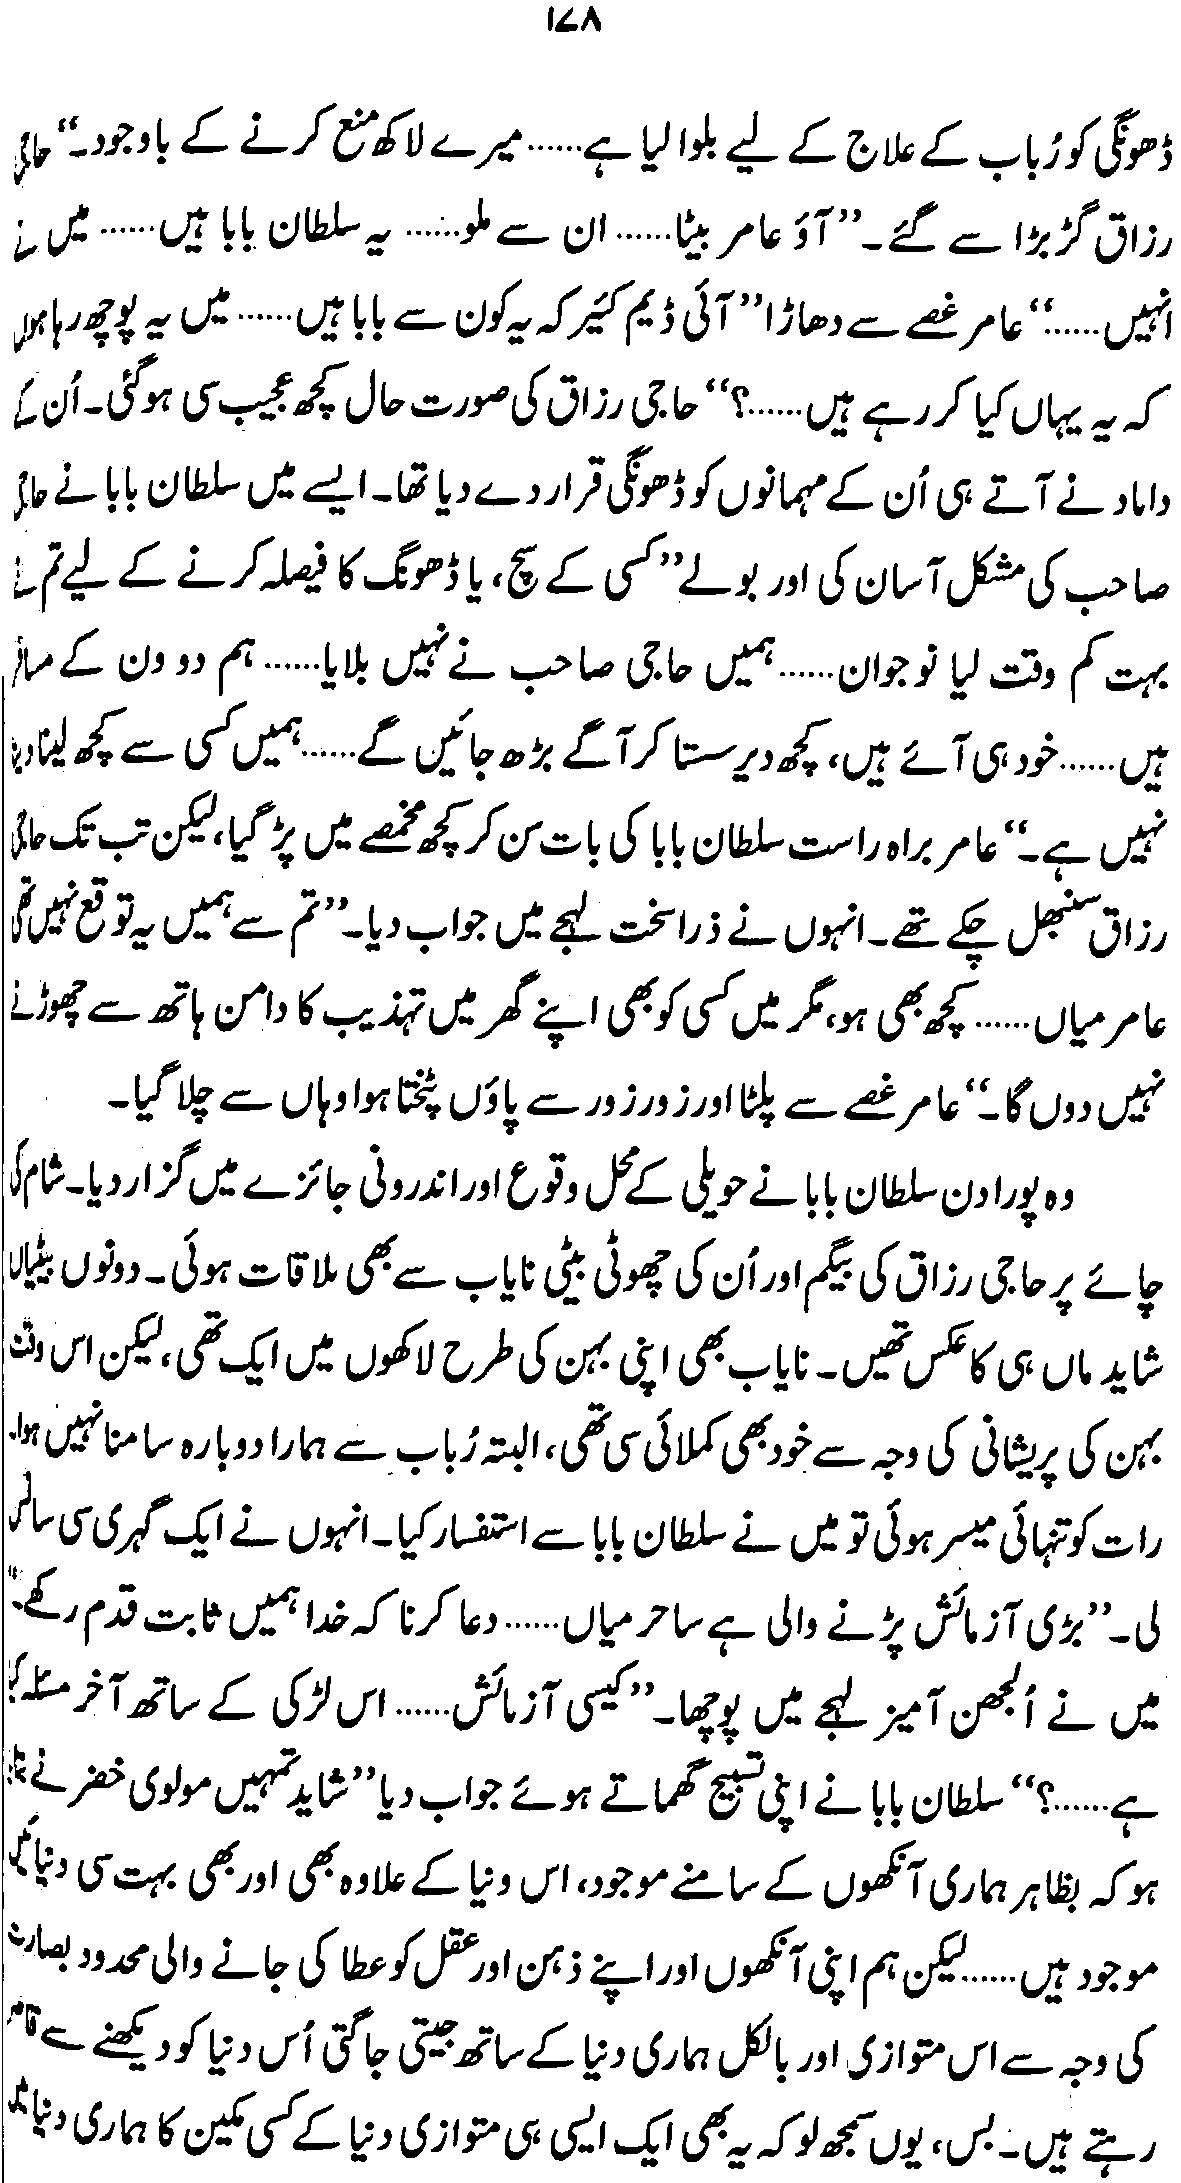 ۱۷۸
ڈھونگی کو رُباب کے علاج کے لیے بلوا لیا ہے...... میرے لاکھ منع کرنے کے باوجود۔“ حاجی
رزاق گڑبڑا سے گئے۔ ”آؤ عامر بیٹا...... ان سے ملو...... یہ سلطان بابا ہیں...... میں نے
انہیں......“ عامر غصے سے دھاڑا ”آئی ڈیم کئیر کہ یہ کون سے بابا ہیں...... میں یہ پوچھ رہا ہوں
کہ یہ یہاں کیا کر رہے ہیں......؟“ حاجی رزاق کی صورت حال کچھ عجیب سی ہو گئی۔ اُن کے
داماد نے آتے ہی اُن کے مہمانوں کو ڈھونگی قرار دے دیا تھا۔ ایسے میں سلطان بابا نے حاجی
صاحب کی مشکل آسان کی اور بولے ”کسی کے سچ، یا ڈھونگ کا فیصلہ کرنے کے لیے تم نے
بہت کم وقت لیا نوجوان...... ہمیں حاجی صاحب نے نہیں بلایا...... ہم دو دن کے مسافر
ہیں...... خود ہی آئے ہیں، کچھ دیر سستا کر آگے بڑھ جائیں گے...... ہمیں کسی سے کچھ لینا دینا
نہیں ہے۔“ عامر براہ راست سلطان بابا کی بات سن کر کچھ مخمصے میں پڑ گیا، لیکن تب تک حاجی
رزاق سنبھل چکے تھے۔ انہوں نے ذرا سخت لہجے میں جواب دیا۔ ”تم سے ہمیں یہ توقع نہیں تھی
عامر میاں...... کچھ بھی ہو، مگر میں کسی کو بھی اپنے گھر میں تہذیب کا دامن ہاتھ سے چھوڑنے
نہیں دوں گا۔“ عامر غصے سے پلٹا اور زور زور سے پاؤں پٹختا ہوا وہاں سے چلا گیا۔
وہ پورا دن سلطان بابا نے حویلی کے محل وقوع اور اندرونی جائزے میں گزار دیا۔ شام کی
چائے پر حاجی رزاق کی بیگم اور اُن کی چھوٹی بیٹی نایاب سے بھی ملاقات ہوئی۔ دونوں بیٹیاں
شاید ماں ہی کا عکس تھیں۔ نایاب بھی اپنی بہن کی طرح لاکھوں میں ایک تھی، لیکن اس وقت
بہن کی پریشانی کی وجہ سے خود بھی کملائی سی تھی، البتہ رُباب سے ہمارا دوبارہ سامنا نہیں ہوا۔
رات کو تنہائی میسر ہوئی تو میں نے سلطان بابا سے استفسار کیا۔ انہوں نے ایک گہری سی سانس
لی۔ ”بڑی آزمائش پڑنے والی ہے ساحر میاں...... دعا کرنا کہ خدا ہمیں ثابت قدم رکھے۔“
میں نے اُلجھن آمیز لہجے میں پوچھا۔ ”کیسی آزمائش...... اس لڑکی کے ساتھ آخر مسئلہ کیا
ہے......؟“ سلطان بابا نے اپنی تسبیح گھماتے ہوئے جواب دیا ”شاید تمہیں مولوی خضر نے بتایا
ہو کہ بظاہر ہماری آنکھوں کے سامنے موجود، اس دنیا کے علاوہ بھی اور بھی بہت سی دنیائیں
موجود ہیں...... لیکن ہم اپنی آنکھوں اور اپنے ذہن اور عقل کو عطا کی جانے والی محدود بصارت
کی وجہ سے اس متوازی اور بالکل ہماری دنیا کے ساتھ جیتی جاگتی اُس دنیا کو دیکھنے سے قاصر
رہتے ہیں۔ بس، یوں سمجھ لو کہ یہ بھی ایک ایسی ہی متوازی دنیا کے کسی مکین کا ہماری دنیا میں